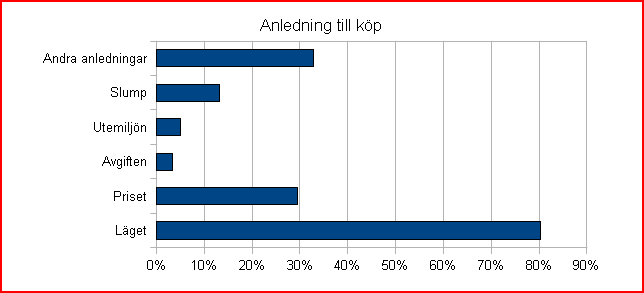 Anledning till köp
Andra anledningar
Slump
Utemiljön
Avgiften
Priset
Läget
0% 10% 20% 30% 40% 50% 60% 70% 80% 90%